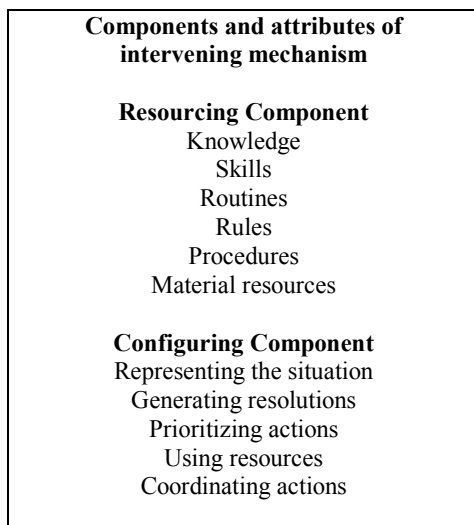 Components and attributes of
intervening mechanism
Resourcing Component
Knowledge
Skills
Routines
Rules
Procedures
Material resources
Configuring Component
Representing the situation
Generating resolutions
Prioritizing actions
Using resources
Coordinating actions